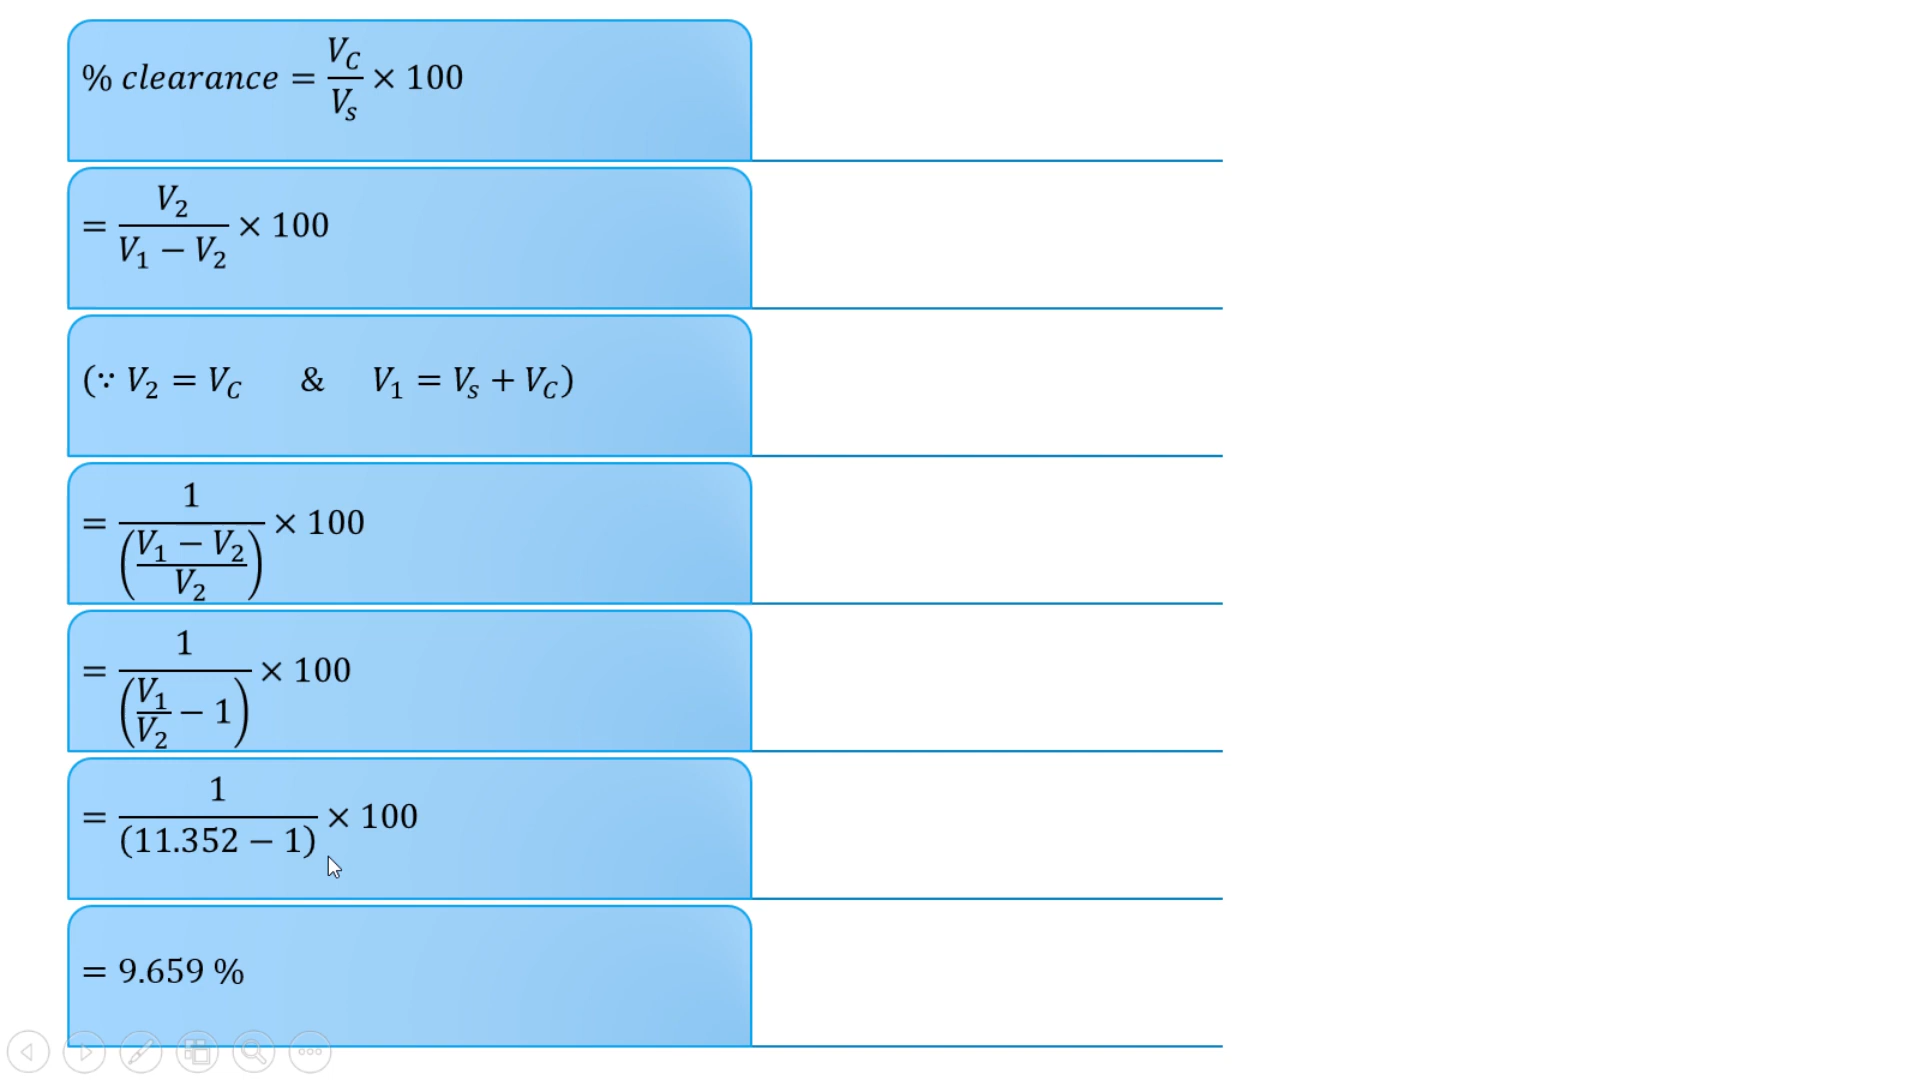 % clearance = V_C / V_s × 100
= V_2 / (V_1 − V_2) × 100
(∵ V_2 = V_C & V_1 = V_s + V_C)
= 1 / ((V_1 − V_2) / V_2) × 100
= 1 / (V_1 / V_2 − 1) × 100
= 1 / (11.352 − 1) × 100
= 9.659 %